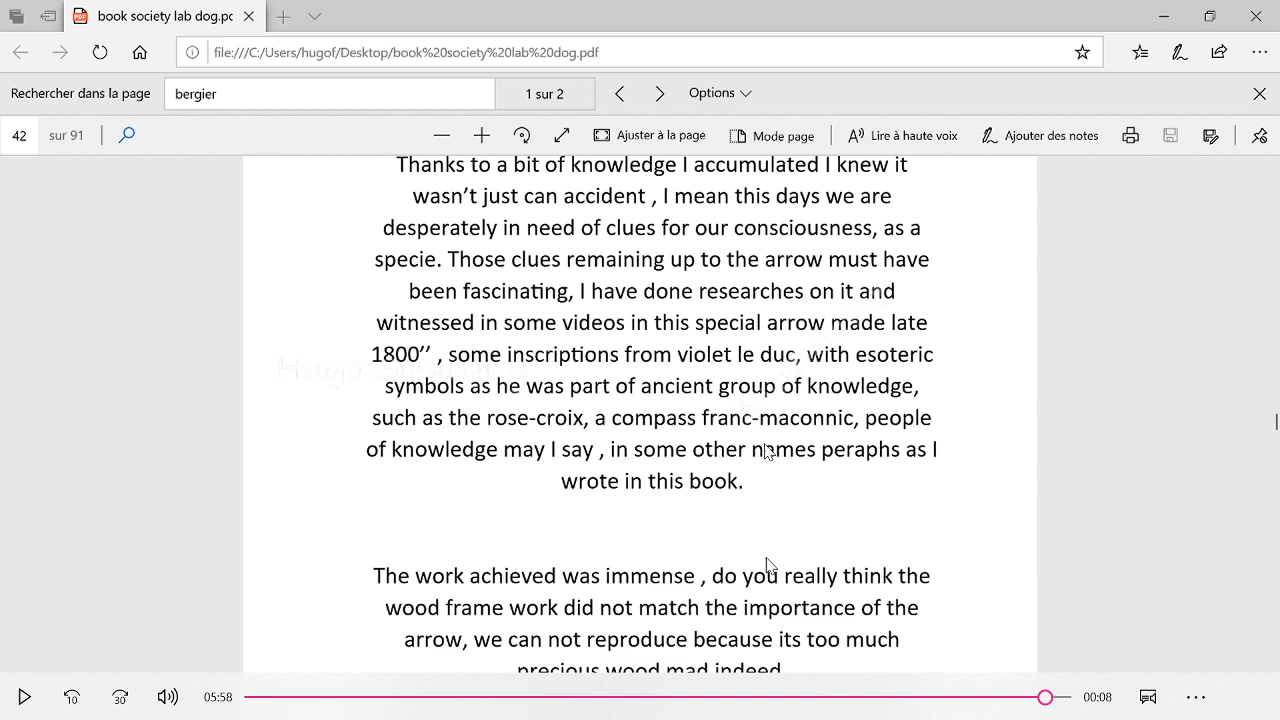 book society lab dog.pc
file:///C:/Users/hugof/Desktop/book%20society%20lab%20dog.pdf
Rechercher dans la page
bergier
1 sur 2
Options
42
sur 91
Ajuster à la page
Mode page
Lire à haute voix
Ajouter des notes
Thanks to a bit of knowledge I accumulated I knew it
wasn’t just can accident , I mean this days we are
desperately in need of clues for our consciousness, as a
specie. Those clues remaining up to the arrow must have
been fascinating, I have done researches on it and
witnessed in some videos in this special arrow made late
1800’’ , some inscriptions from violet le duc, with esoteric
symbols as he was part of ancient group of knowledge,
such as the rose-croix, a compass franc-maconnic, people
of knowledge may I say , in some other names peraphs as I
wrote in this book.
The work achieved was immense , do you really think the
wood frame work did not match the importance of the
arrow, we can not reproduce because its too much
precious wood mad indeed
10
30
05:58
00:08